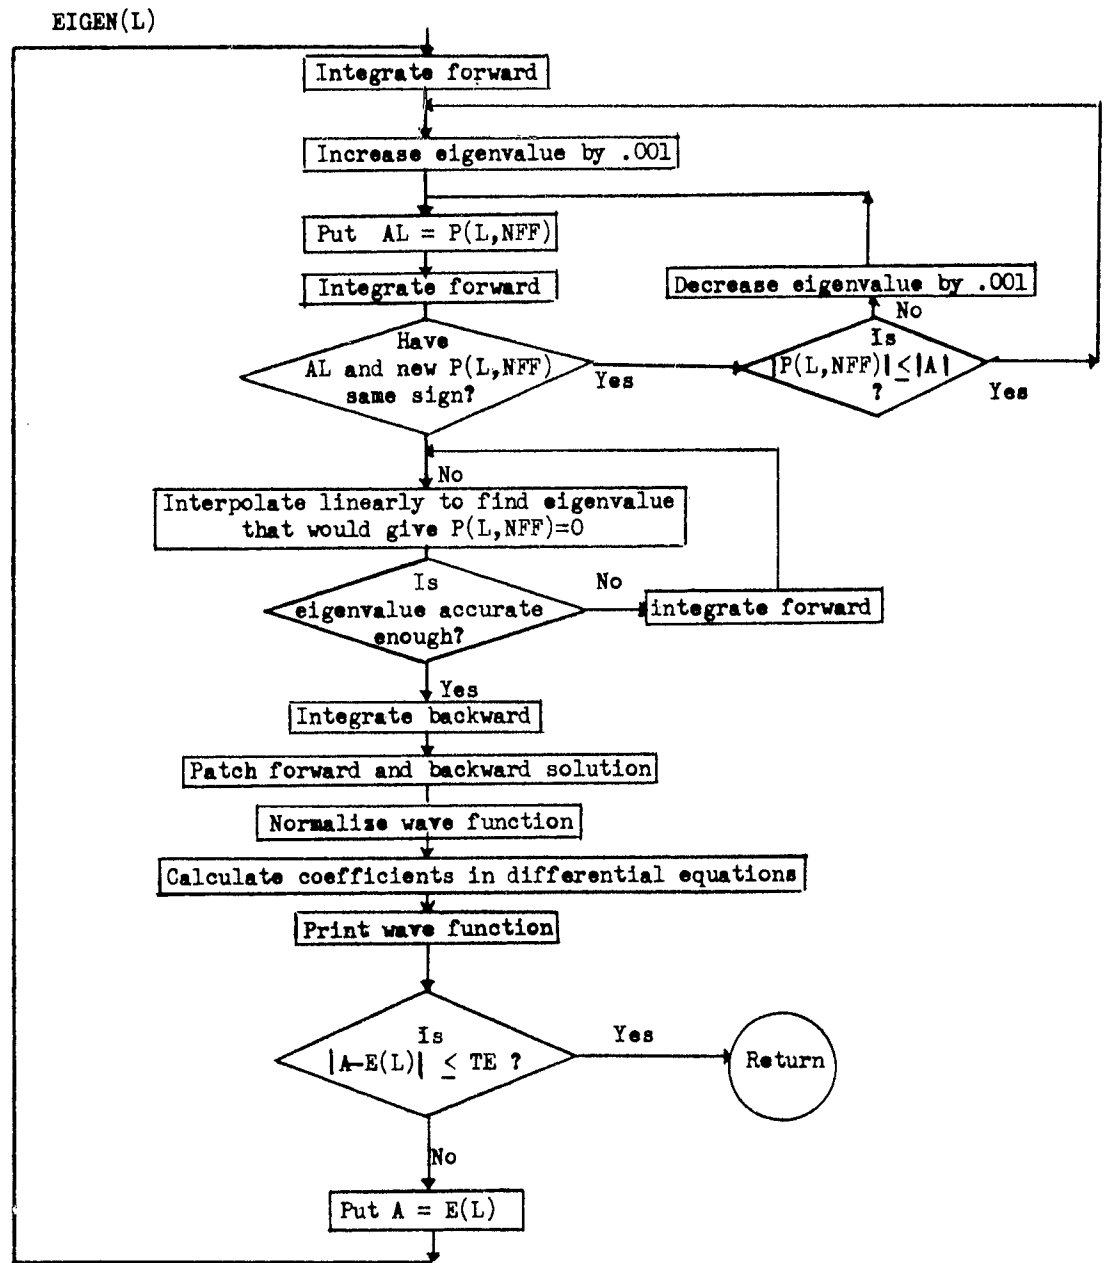 EIGEN(L)
Integrate forward
Increase eigenvalue by .001
Put AL = P(L,NFF)
Integrate forward
Decrease eigenvalue by .001
No
Have
AL and new P(L,NFF)
same sign?
Yes
Is
|P(L,NFF)| ≤ |A|
?
Yes
No
Interpolate linearly to find eigenvalue
that would give P(L,NFF)=0
Is
eigenvalue accurate
enough?
No
integrate forward
Yes
Integrate backward
Patch forward and backward solution
Normalize wave function
Calculate coefficients in differential equations
Print wave function
Is
|A-E(L)| ≤ TE ?
Yes
Return
No
Put A = E(L)